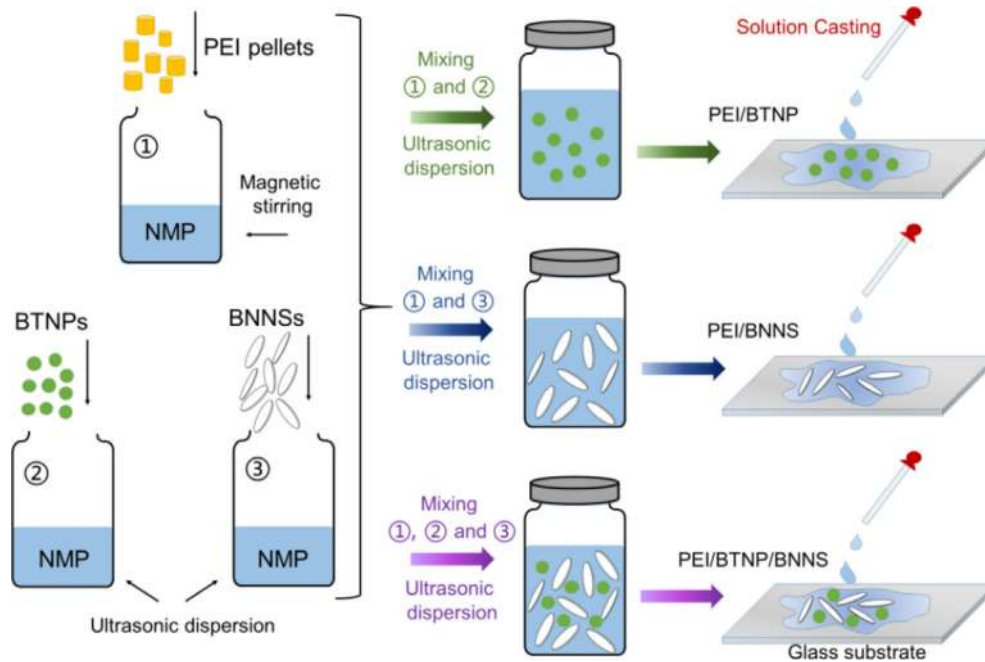 PEI pellets
①
Magnetic
stirring
NMP
BTNPs
BNNSs
②
③
NMP
NMP
Ultrasonic dispersion
Mixing
① and ②
Ultrasonic
dispersion
Mixing
① and ③
Ultrasonic
dispersion
Mixing
①, ② and ③
Ultrasonic
dispersion
Solution Casting
PEI/BTNP
PEI/BNNS
PEI/BTNP/BNNS
Glass substrate